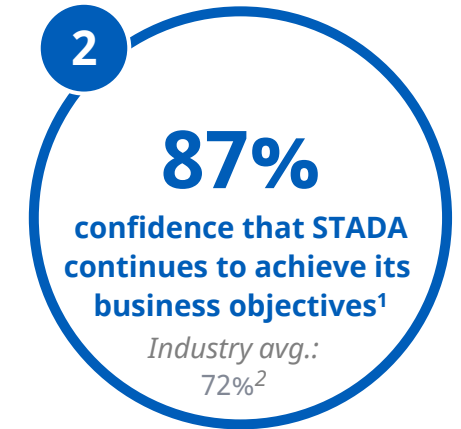 2
87%
confidence that STADA
continues to achieve its
business objectives¹
Industry avg.:
72%²